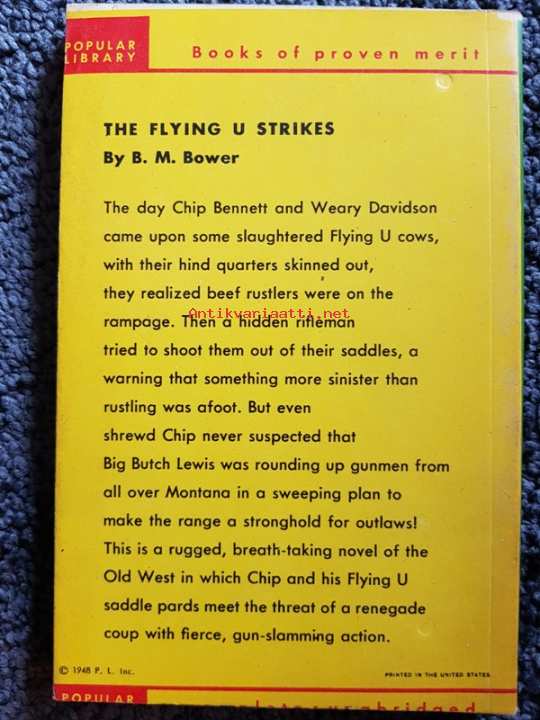 POPULAR
LIBRARY
Books of proven merit
THE FLYING U STRIKES
By B. M. Bower
The day Chip Bennett and Weary Davidson
came upon some slaughtered Flying U cows,
with their hind quarters skinned out,
they realized beef rustlers were on the
Antikvariaatti.net
rampage. Then a hidden rifleman
tried to shoot them out of their saddles, a
warning that something more sinister than
rustling was afoot. But even
shrewd Chip never suspected that
Big Butch Lewis was rounding up gunmen from
all over Montana in a sweeping plan to
make the range a stronghold for outlaws!
This is a rugged, breath-taking novel of the
Old West in which Chip and his Flying U
saddle pards meet the threat of a renegade
coup with fierce, gun-slamming action.
© 1948 P. L. Inc.
PRINTED IN THE UNITED STATES
POPULAR